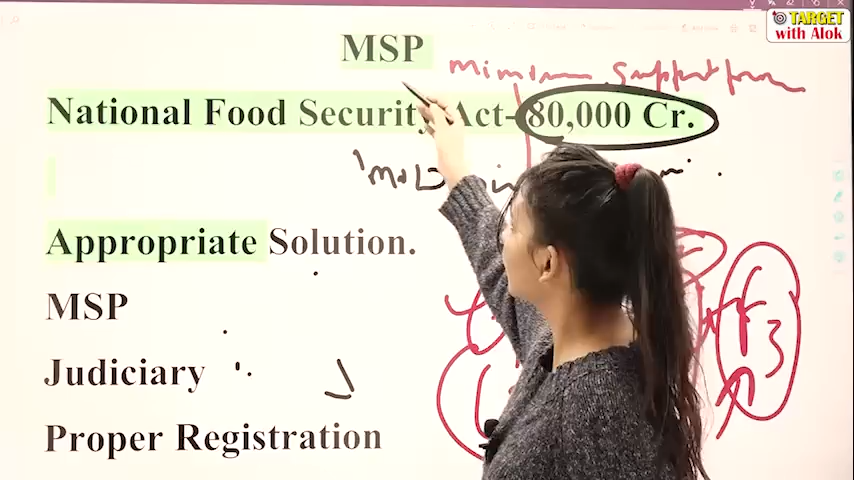 TARGET
with Alok
MSP
National Food Security Act- 80,000 Cr.
Appropriate Solution.
MSP
Judiciary
Proper Registration